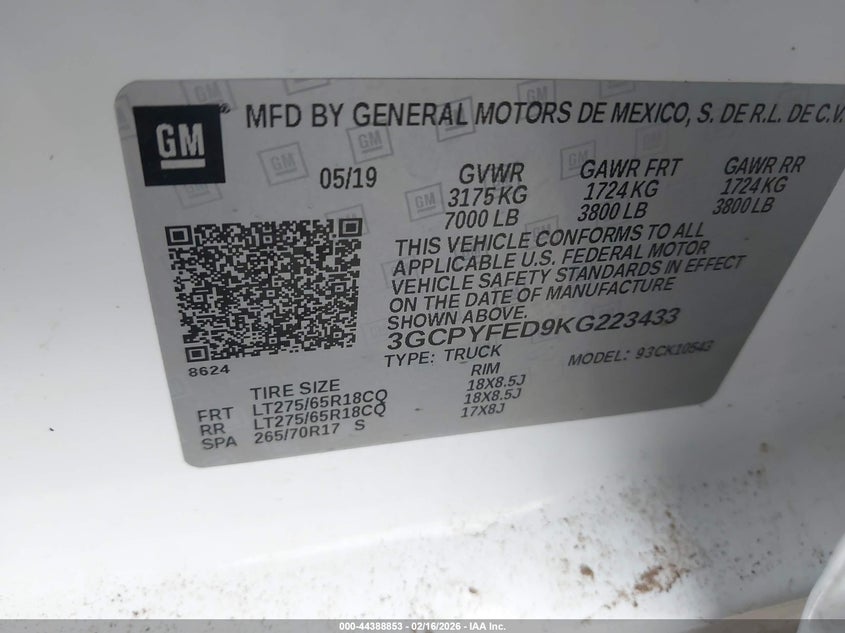 GM
® MFD BY GENERAL MOTORS DE MEXICO, S. DE R.L. DE C.V.
05/19 GVWR GAWR FRT GAWR RR
3175 KG 1724 KG 1724 KG
7000 LB 3800 LB 3800 LB
THIS VEHICLE CONFORMS TO ALL
APPLICABLE U.S. FEDERAL MOTOR
VEHICLE SAFETY STANDARDS IN EFFECT
ON THE DATE OF MANUFACTURE
SHOWN ABOVE.
3GCPYFED9KG223433
8624 TYPE: TRUCK MODEL: 93CK10543
TIRE SIZE RIM
FRT LT275/65R18CQ 18X8.5J
RR LT275/65R18CQ 18X8.5J
SPA 265/70R17 S 17X8J
000-44388853 - 02/16/2026 - IAA Inc.